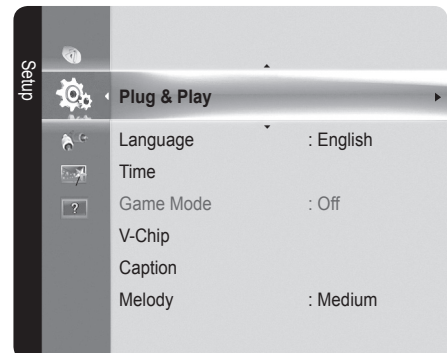 Setup
Plug & Play
Language : English
Time
Game Mode : Off
V-Chip
Caption
Melody : Medium
?